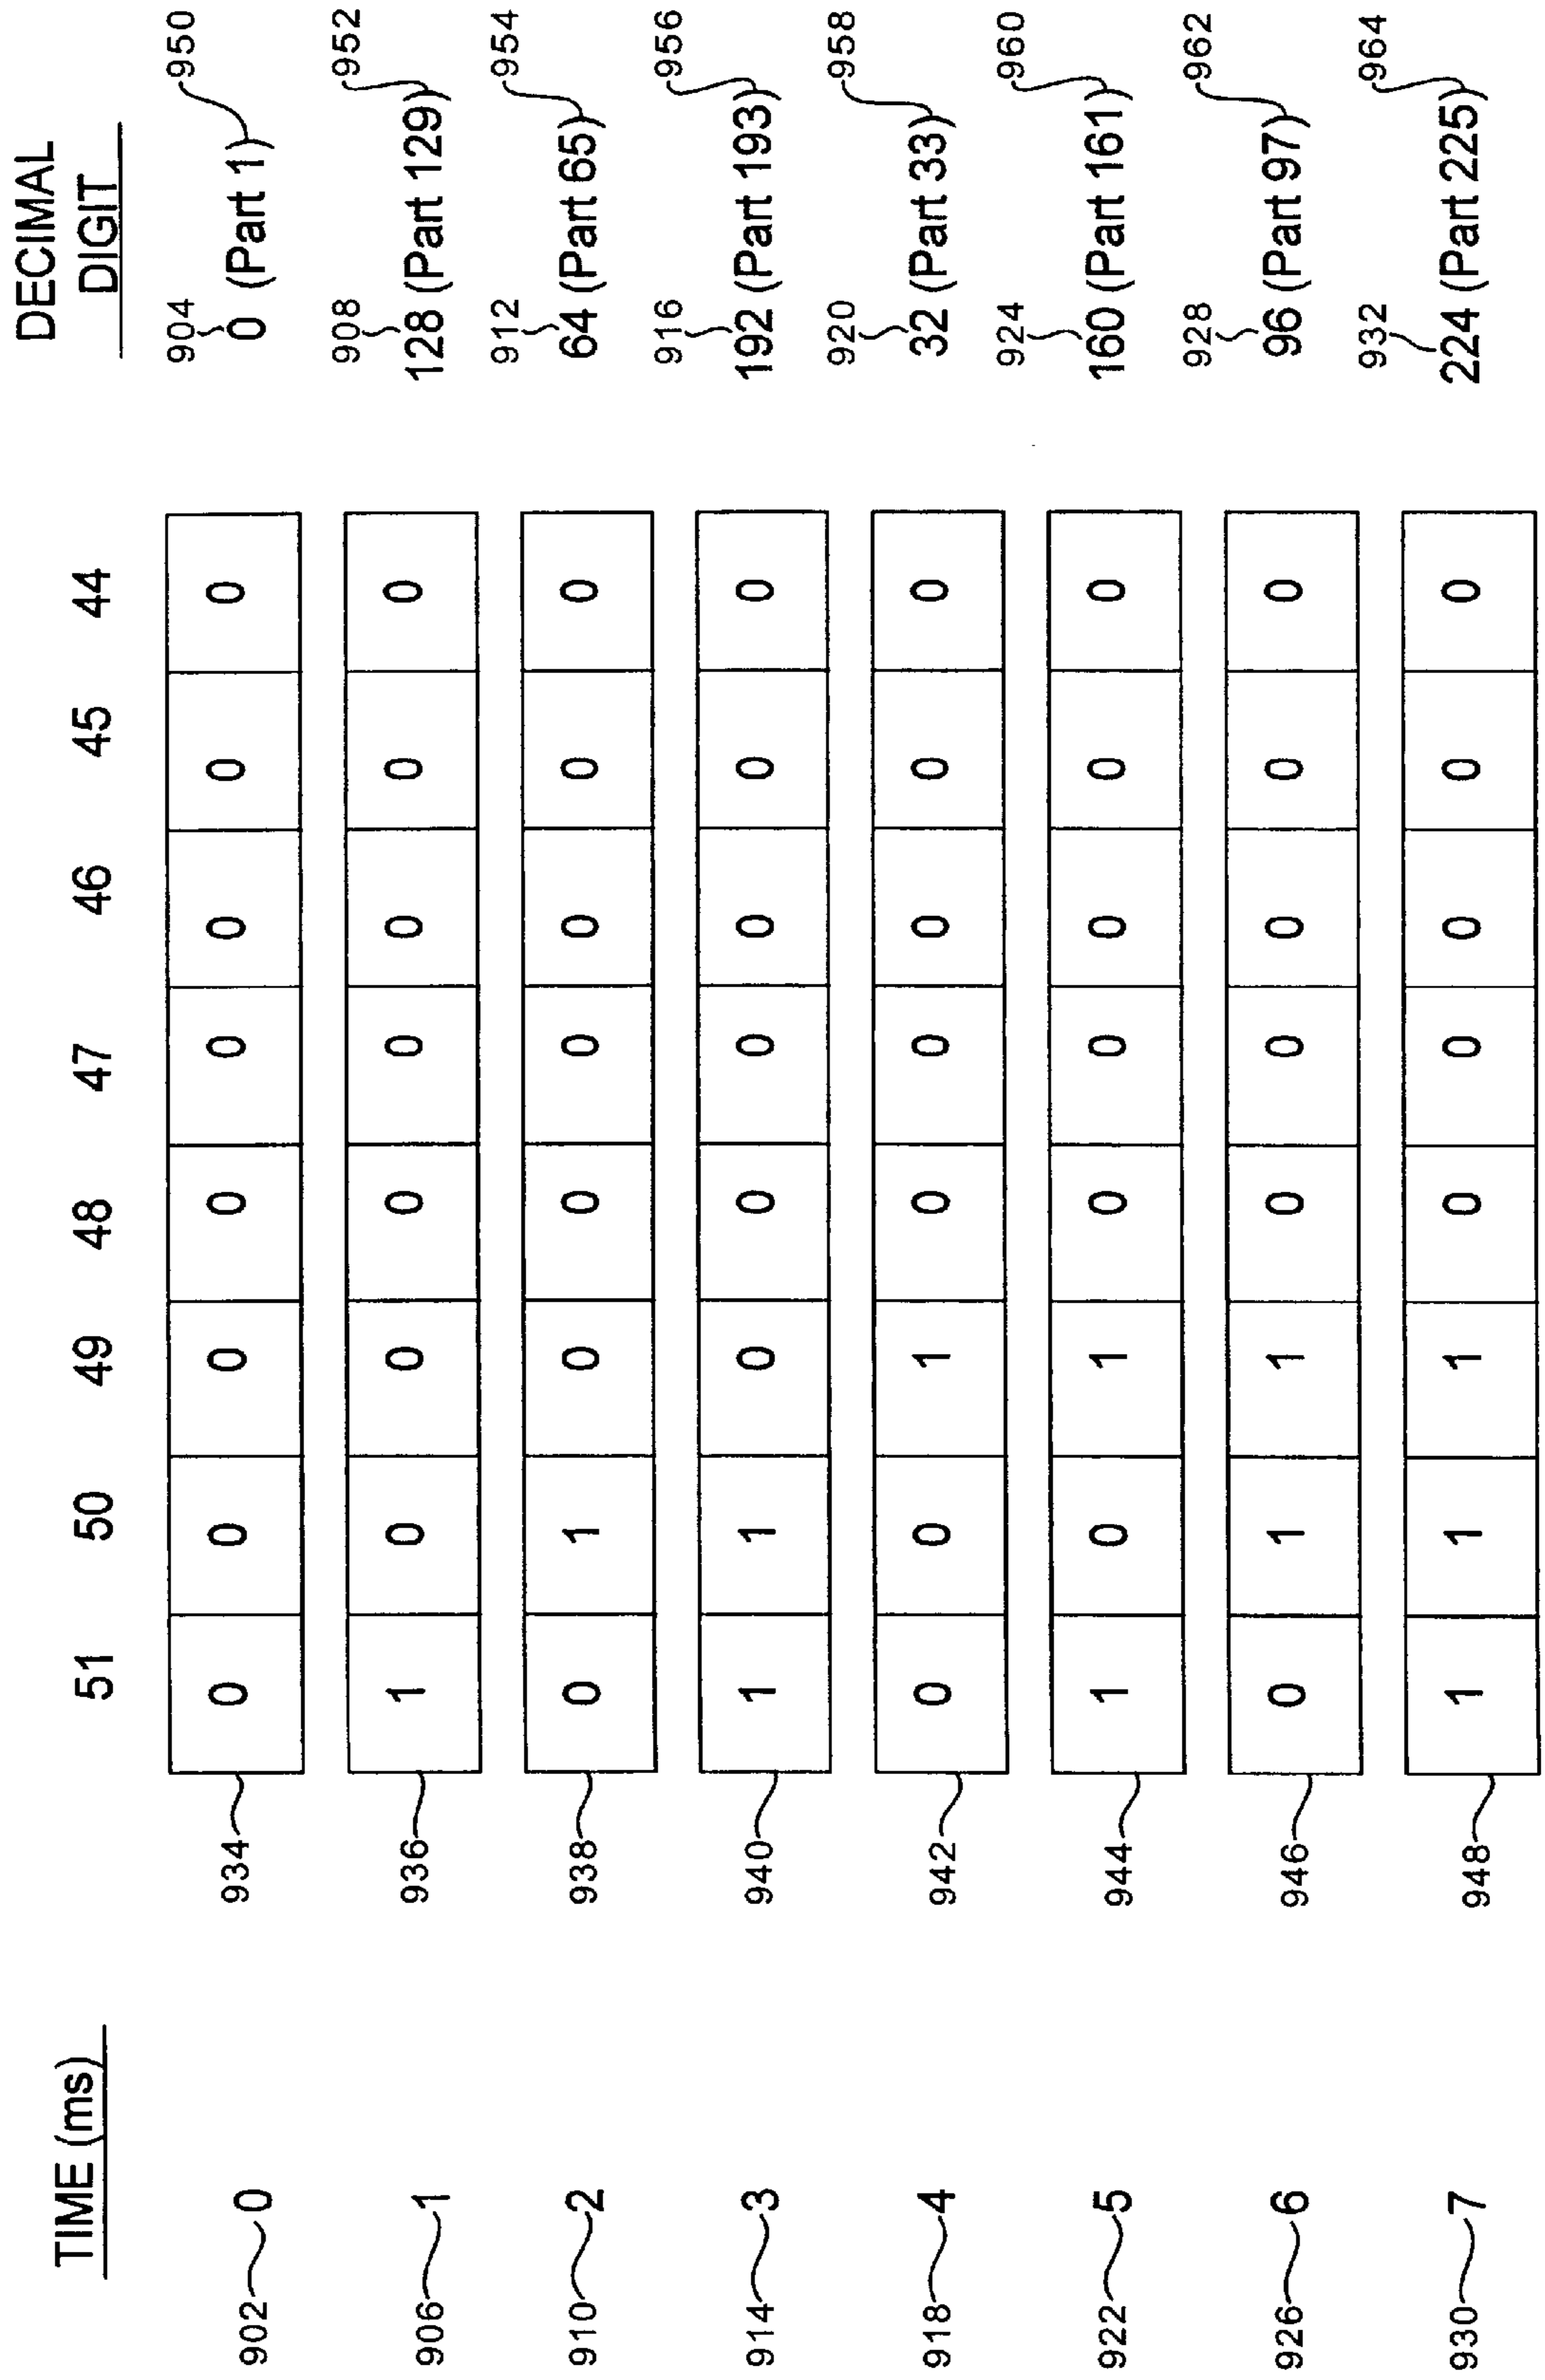 TIME (ms) 51 50 49 48 47 46 45 44 DECIMAL
DIGIT
902 0 934 0 0 0 0 0 0 0 0 904 0 (Part 1) 950
906 1 936 1 0 0 0 0 0 0 0 908 128 (Part 129) 952
910 2 938 0 1 0 0 0 0 0 0 912 64 (Part 65) 954
914 3 940 1 1 0 0 0 0 0 0 916 192 (Part 193) 956
918 4 942 0 0 1 0 0 0 0 0 920 32 (Part 33) 958
922 5 944 1 0 1 0 0 0 0 0 924 160 (Part 161) 960
926 6 946 0 1 1 0 0 0 0 0 928 96 (Part 97) 962
930 7 948 1 1 1 0 0 0 0 0 932 224 (Part 225) 964